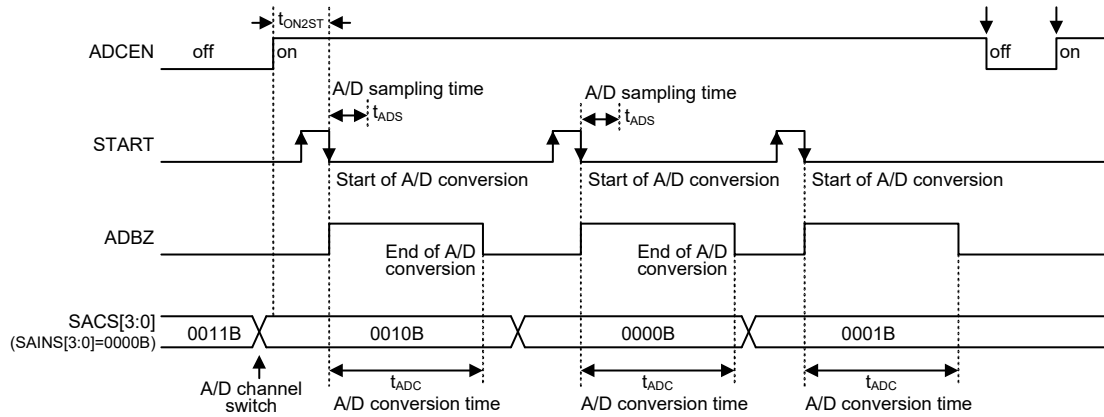 tON2ST
ADCEN
off
on
off
on
A/D sampling time
A/D sampling time
tADS
tADS
START
Start of A/D conversion
Start of A/D conversion
Start of A/D conversion
ADBZ
End of A/D
conversion
End of A/D
conversion
SACS[3:0]
(SAINS[3:0]=0000B)
0011B
0010B
0000B
0001B
A/D channel
switch
tADC
tADC
tADC
A/D conversion time
A/D conversion time
A/D conversion time